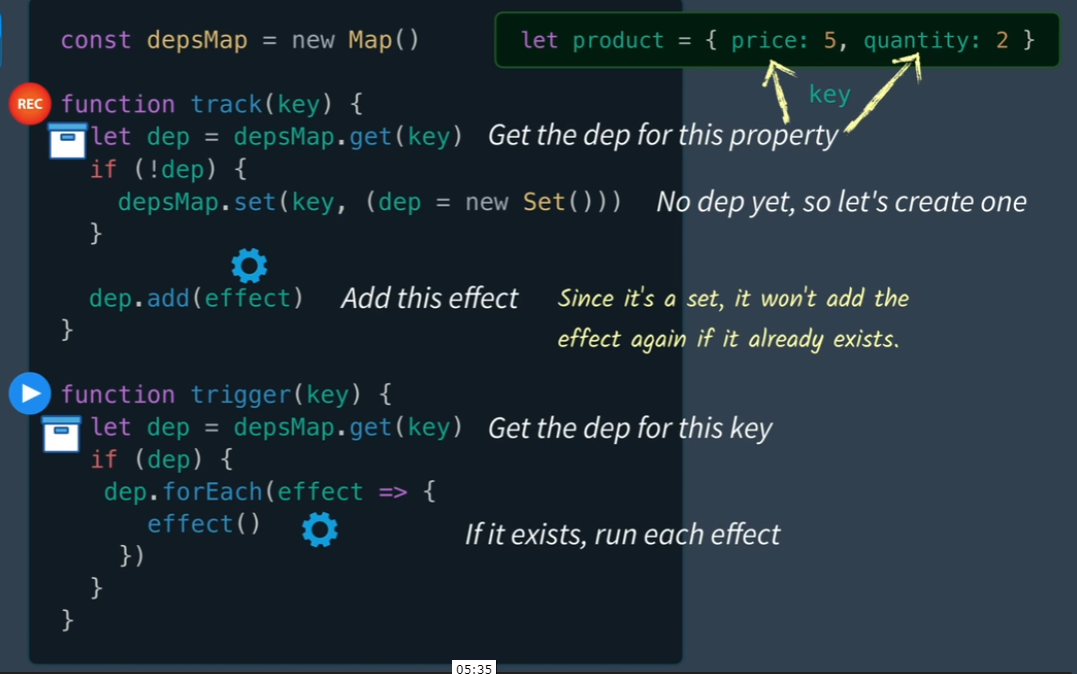 const depsMap = new Map()
let product = { price: 5, quantity: 2 }
key
REC
function track(key) {
let dep = depsMap.get(key) Get the dep for this property
if (!dep) {
depsMap.set(key, (dep = new Set())) No dep yet, so let's create one
}
dep.add(effect) Add this effect
Since it's a set, it won't add the
effect again if it already exists.
}
function trigger(key) {
let dep = depsMap.get(key) Get the dep for this key
if (dep) {
dep.forEach(effect => {
effect()
If it exists, run each effect
})
}
}
05:35